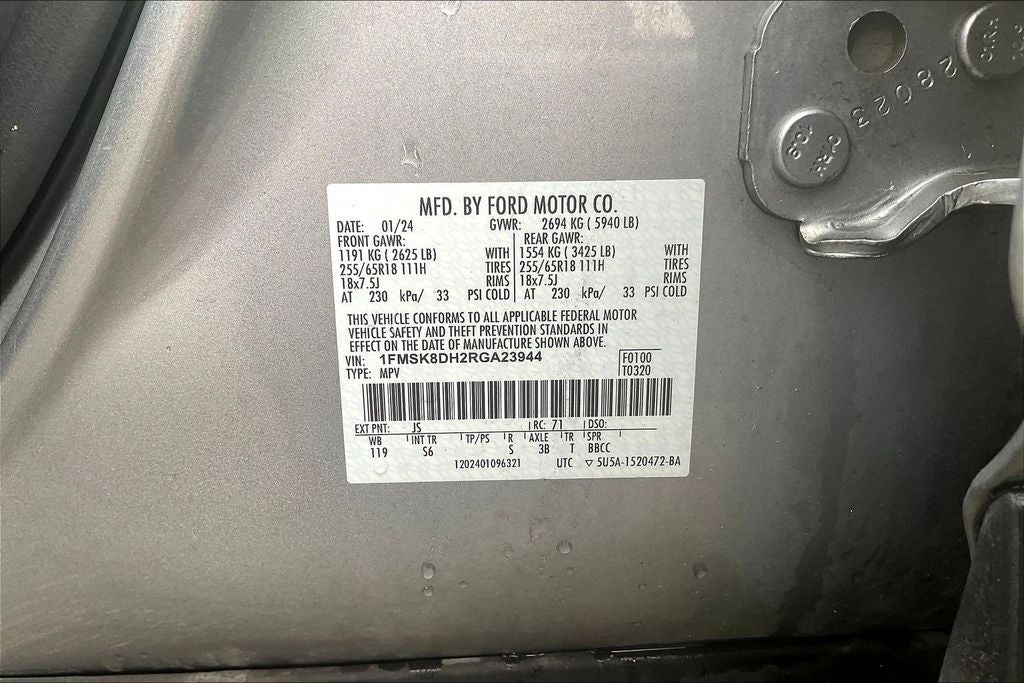 MFD. BY FORD MOTOR CO.
DATE: 01/24 GVWR: 2694 KG ( 5940 LB)
FRONT GAWR: REAR GAWR:
1191 KG ( 2625 LB) WITH 1554 KG ( 3425 LB) WITH
255/65R18 111H TIRES 255/65R18 111H TIRES
18x7.5J RIMS 18x7.5J RIMS
AT 230 kPa/ 33 PSI COLD AT 230 kPa/ 33 PSI COLD
THIS VEHICLE CONFORMS TO ALL APPLICABLE FEDERAL MOTOR
VEHICLE SAFETY AND THEFT PREVENTION STANDARDS IN
EFFECT ON THE DATE OF MANUFACTURE SHOWN ABOVE.
VIN: 1FMSK8DH2RGA23944 F0100
TYPE: MPV T0320
EXT PNT: JS RC: 71 DSO:
WB INT TR TP/PS R AXLE TR SPR
119 S6 S 3B T BBCC
1202401096321 UTC ▽ 5U5A-1520472-BA
28023
10.9